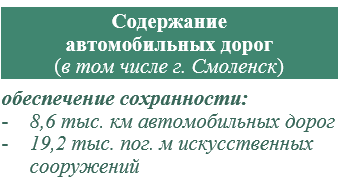 Содержание
автомобильных дорог
(в том числе г. Смоленск)
обеспечение сохранности:
- 8,6 тыс. км автомобильных дорог
- 19,2 тыс. пог. м искусственных
сооружений